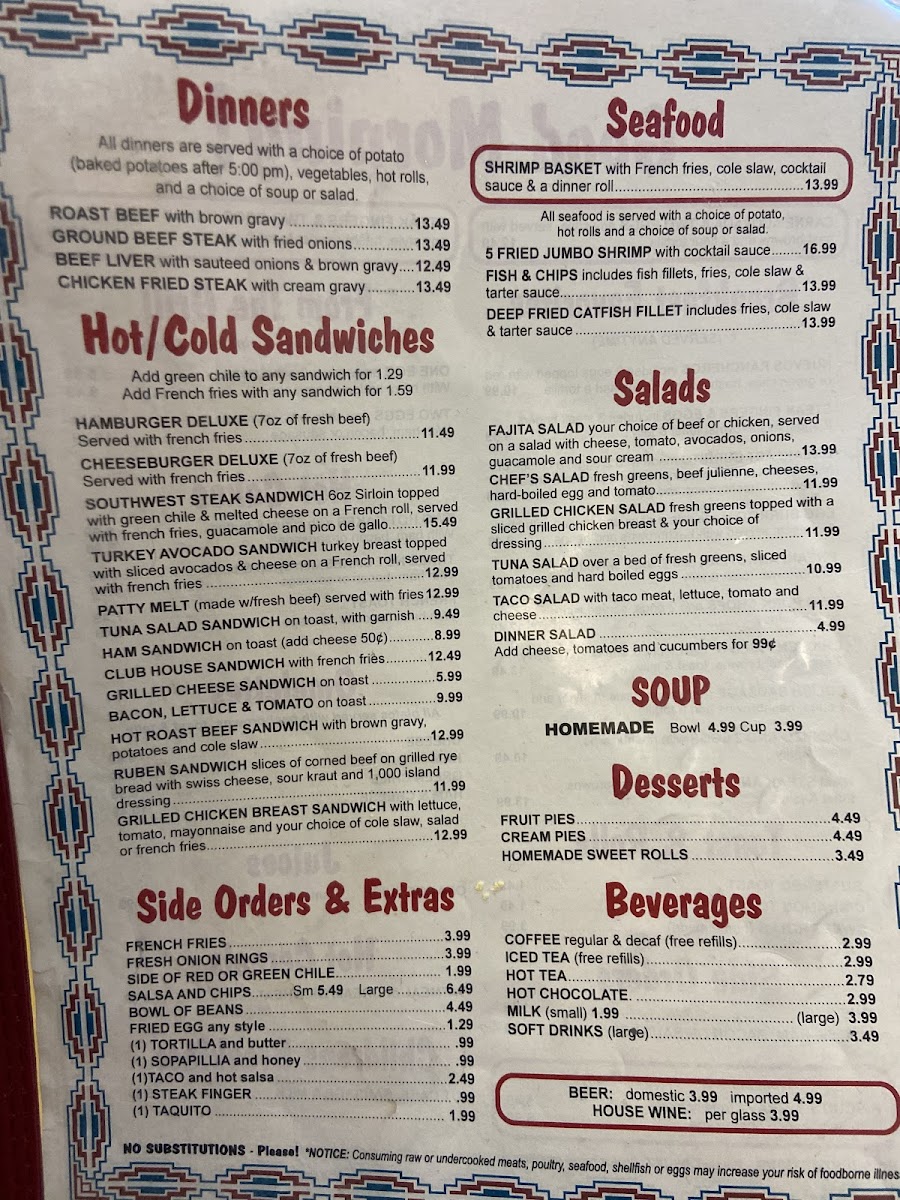 Dinners
All dinners are served with a choice of potato
(baked potatoes after 5:00 pm), vegetables, hot rolls,
and a choice of soup or salad.
ROAST BEEF with brown gravy ..................13.49
GROUND BEEF STEAK with fried onions............13.49
BEEF LIVER with sauteed onions & brown gravy....12.49
CHICKEN FRIED STEAK with cream gravy...........13.49
Hot/Cold Sandwiches
Add green chile to any sandwich for 1.29
Add French fries with any sandwich for 1.59
HAMBURGER DELUXE (7oz of fresh beef)
Served with french fries..........................11.49
CHEESEBURGER DELUXE (7oz of fresh beef)
Served with french fries..........................11.99
SOUTHWEST STEAK SANDWICH 6oz Sirloin topped
with green chile & melted cheese on a French roll, served
with french fries, guacamole and pico de gallo.........15.49
TURKEY AVOCADO SANDWICH turkey breast topped
with sliced avocados & cheese on a French roll, served
with french fries ..........................12.99
PATTY MELT (made w/fresh beef) served with fries 12.99
TUNA SALAD SANDWICH on toast, with garnish ....9.49
HAM SANDWICH on toast (add cheese 50¢)...........8.99
CLUB HOUSE SANDWICH with french fries..........12.49
GRILLED CHEESE SANDWICH on toast ................5.99
BACON, LETTUCE & TOMATO on toast .................9.99
HOT ROAST BEEF SANDWICH with brown gravy,
potatoes and cole slaw..........................12.99
RUBEN SANDWICH slices of corned beef on grilled rye
bread with swiss cheese, sour kraut and 1,000 island
dressing..........................11.99
GRILLED CHICKEN BREAST SANDWICH with lettuce,
tomato, mayonnaise and your choice of cole slaw, salad
or french fries..........................12.99
Side Orders & Extras
FRENCH FRIES..........................3.99
FRESH ONION RINGS..........................3.99
SIDE OF RED OR GREEN CHILE..........................1.99
SALSA AND CHIPS..........Sm 5.49 Large ............6.49
BOWL OF BEANS..........................4.49
FRIED EGG any style..........................1.29
(1) TORTILLA and butter..........................99
(1) SOPAPILLIA and honey..........................99
(1)TACO and hot salsa..........................2.49
(1) STEAK FINGER..........................99
(1) TAQUITO..........................1.99
Seafood
SHRIMP BASKET with French fries, cole slaw, cocktail
sauce & a dinner roll..........................13.99
All seafood is served with a choice of potato,
hot rolls and a choice of soup or salad.
5 FRIED JUMBO SHRIMP with cocktail sauce........16.99
FISH & CHIPS includes fish fillets, fries, cole slaw &
tarter sauce..........................13.99
DEEP FRIED CATFISH FILLET includes fries, cole slaw
& tarter sauce..........................13.99
Salads
FAJITA SALAD your choice of beef or chicken, served
on a salad with cheese, tomato, avocados, onions,
guacamole and sour cream ..........................13.99
CHEF'S SALAD fresh greens, beef julienne, cheeses,
hard-boiled egg and tomato..........................11.99
GRILLED CHICKEN SALAD fresh greens topped with a
sliced grilled chicken breast & your choice of
dressing..........................11.99
TUNA SALAD over a bed of fresh greens, sliced
tomatoes and hard boiled eggs..........................10.99
TACO SALAD with taco meat, lettuce, tomato and
cheese..........................11.99
DINNER SALAD..........................4.99
Add cheese, tomatoes and cucumbers for 99¢
SOUP
HOMEMADE Bowl 4.99 Cup 3.99
Desserts
FRUIT PIES..........................4.49
CREAM PIES..........................4.49
HOMEMADE SWEET ROLLS..........................3.49
Beverages
COFFEE regular & decaf (free refills)......................2.99
ICED TEA (free refills)..........................2.99
HOT TEA..........................2.79
HOT CHOCOLATE..........................2.99
MILK (small) 1.99 ..........................(large) 3.99
SOFT DRINKS (large)..........................3.49
BEER: domestic 3.99 imported 4.99
HOUSE WINE: per glass 3.99
NO SUBSTITUTIONS - Please! *NOTICE: Consuming raw or undercooked meats, poultry, seafood, shellfish or eggs may increase your risk of foodborne illnes